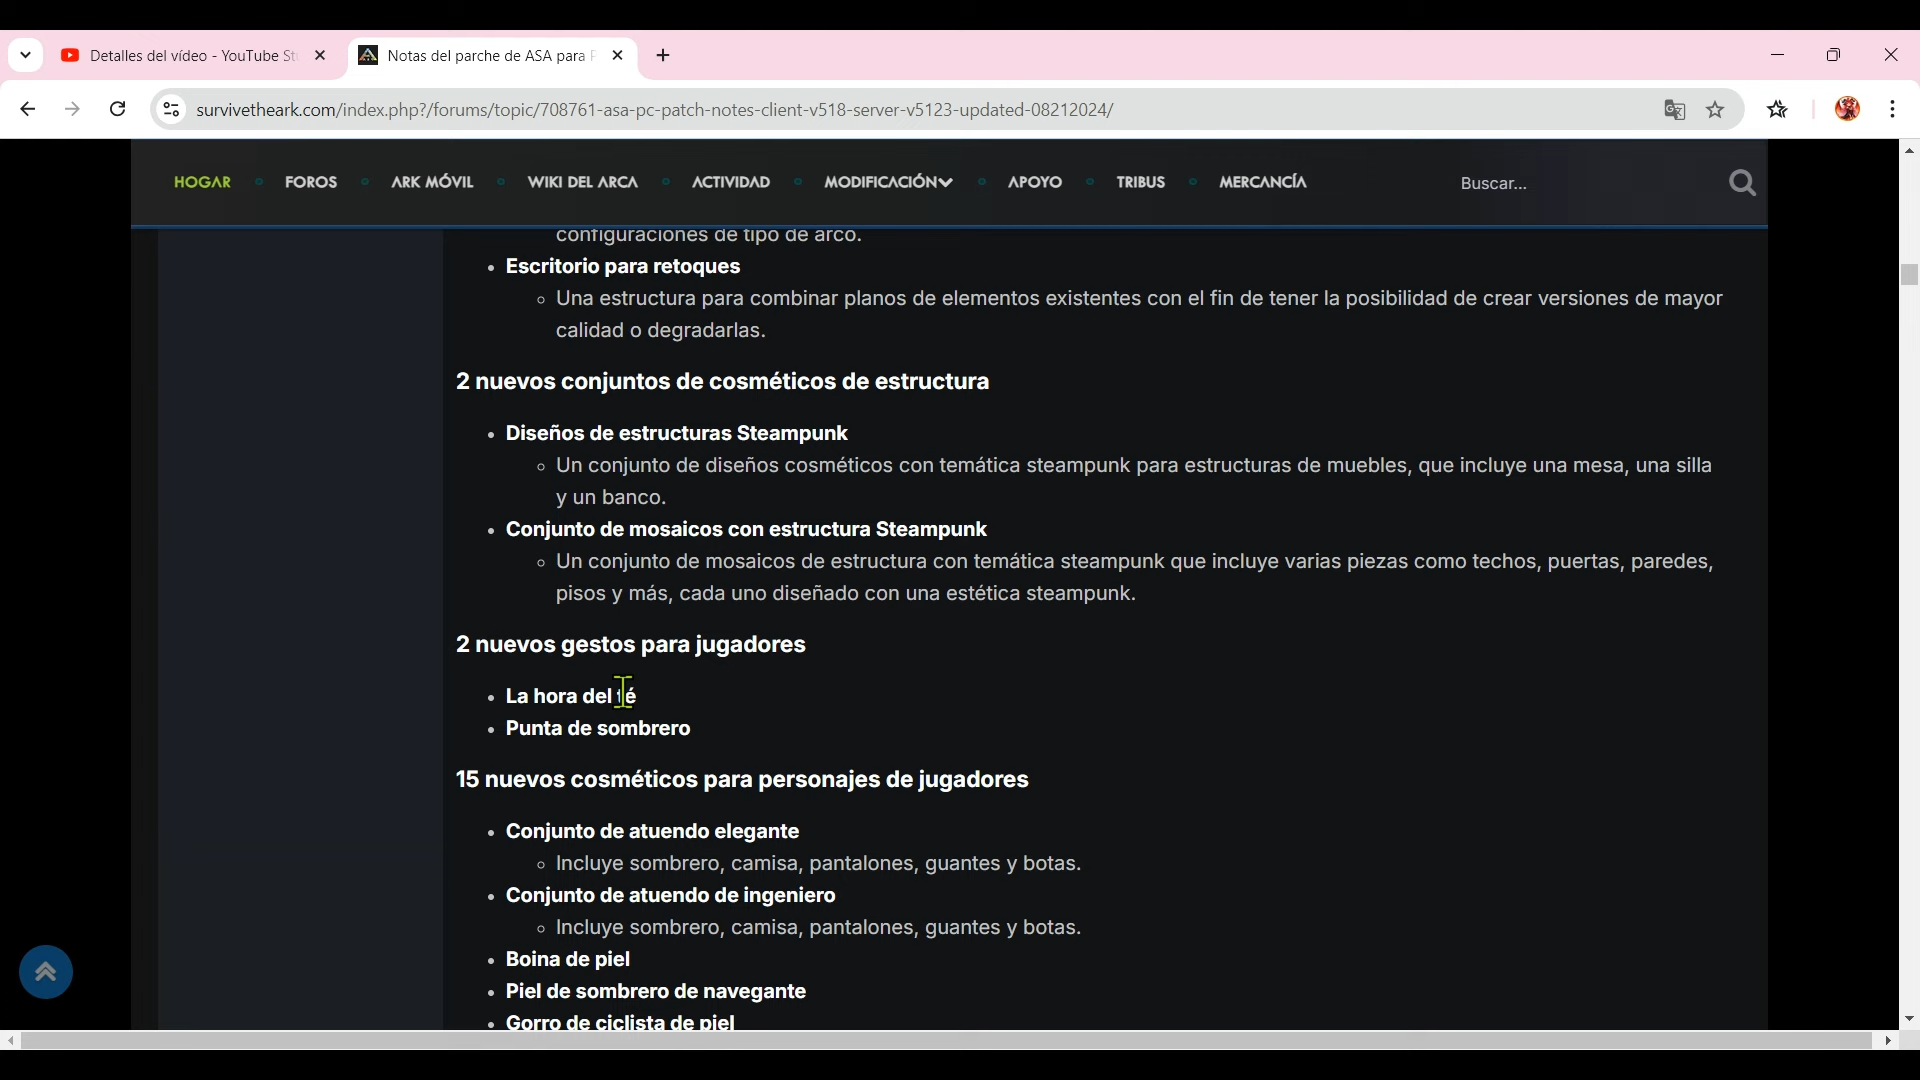 Detalles del vídeo - YouTube St
Notas del parche de ASA para P
survivetheark.com/index.php?/forums/topic/708761-asa-pc-patch-notes-client-v518-server-v5123-updated-08212024/
HOGAR
FOROS
ARK MÓVIL
WIKI DEL ARCA
ACTIVIDAD
MODIFICACIÓN
APOYO
TRIBUS
MERCANCÍA
Buscar...
configuraciones de tipo de arco.
Escritorio para retoques
Una estructura para combinar planos de elementos existentes con el fin de tener la posibilidad de crear versiones de mayor
calidad o degradarlas.
2 nuevos conjuntos de cosméticos de estructura
Diseños de estructuras Steampunk
Un conjunto de diseños cosméticos con temática steampunk para estructuras de muebles, que incluye una mesa, una silla
y un banco.
Conjunto de mosaicos con estructura Steampunk
Un conjunto de mosaicos de estructura con temática steampunk que incluye varias piezas como techos, puertas, paredes,
pisos y más, cada uno diseñado con una estética steampunk.
2 nuevos gestos para jugadores
La hora del té
Punta de sombrero
15 nuevos cosméticos para personajes de jugadores
Conjunto de atuendo elegante
Incluye sombrero, camisa, pantalones, guantes y botas.
Conjunto de atuendo de ingeniero
Incluye sombrero, camisa, pantalones, guantes y botas.
Boina de piel
Piel de sombrero de navegante
Gorro de ciclista de piel